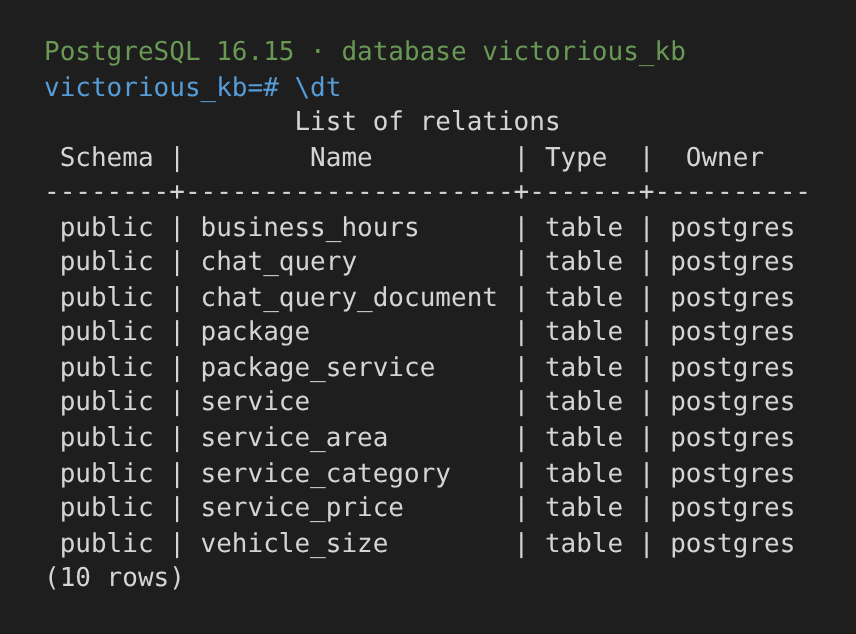 PostgreSQL 16.15 · database victorious_kb
victorious_kb=# \dt
                List of relations
 Schema |        Name         | Type  |  Owner
--------+---------------------+-------+----------
 public | business_hours      | table | postgres
 public | chat_query          | table | postgres
 public | chat_query_document | table | postgres
 public | package             | table | postgres
 public | package_service     | table | postgres
 public | service             | table | postgres
 public | service_area        | table | postgres
 public | service_category    | table | postgres
 public | service_price       | table | postgres
 public | vehicle_size        | table | postgres
(10 rows)